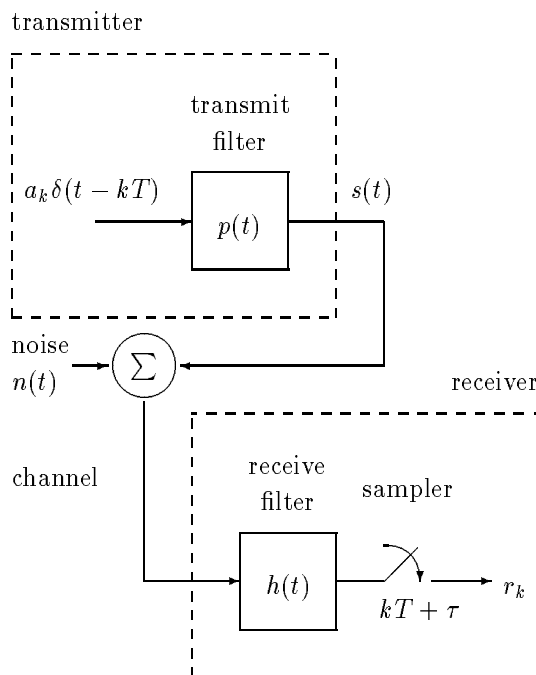 transmitter
transmit
filter
a_k δ(t − kT)
p(t)
s(t)
noise
n(t)
Σ
receiver
channel
receive
filter
sampler
h(t)
kT + τ
r_k